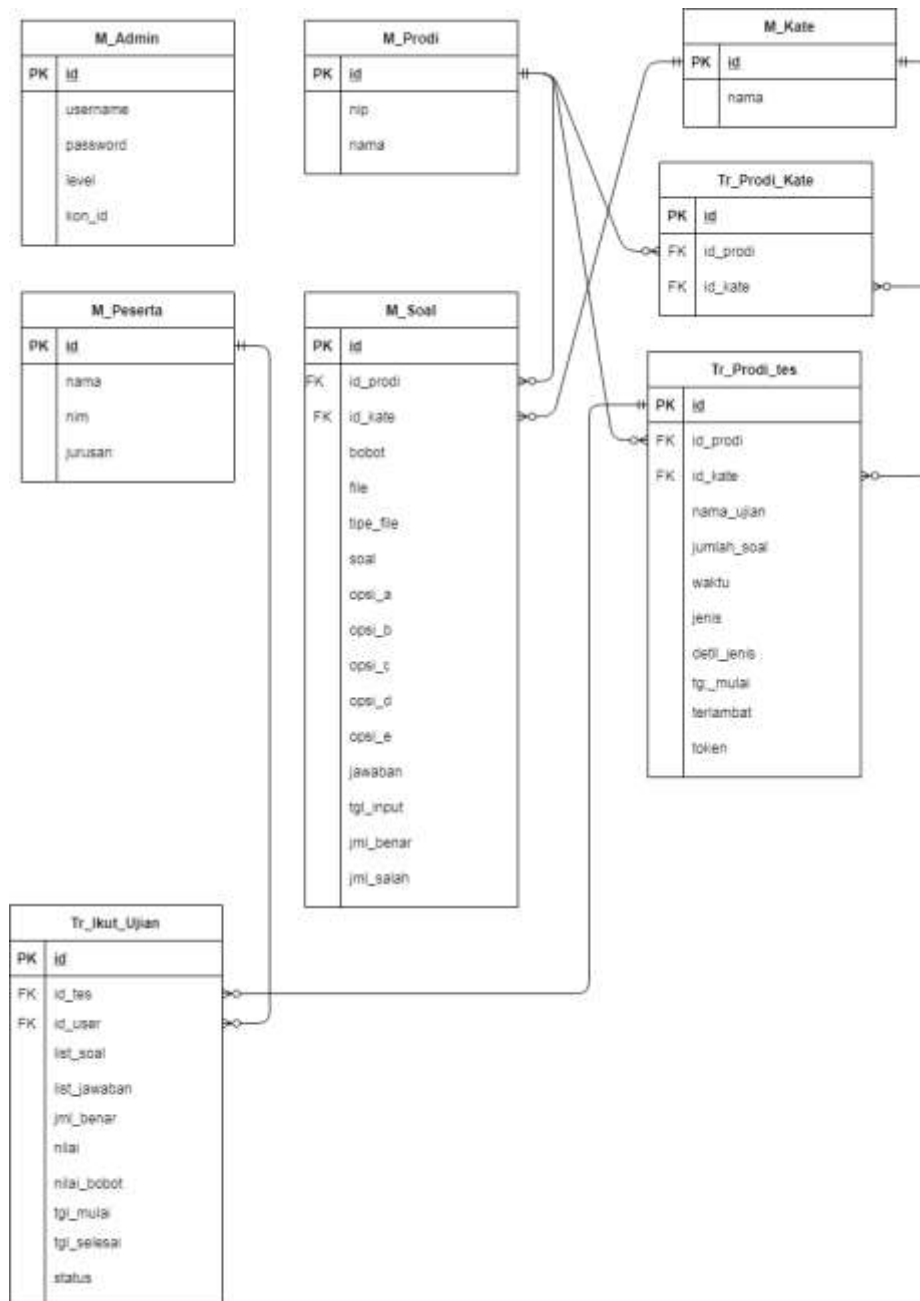 M_Admin
PK id
username
password
level
kon_id
M_Prodi
PK id
nip
nama
M_Kate
PK id
nama
Tr_Prodi_Kate
PK id
FK id_prodi
FK id_kate
M_Peserta
PK id
nama
nim
jurusan
M_Soal
PK id
FK id_prodi
FK id_kate
bobot
file
tipe_file
soal
opsi_a
opsi_b
opsi_c
opsi_d
opsi_e
jawaban
tgl_input
jml_benar
jml_salah
Tr_Prodi_tes
PK id
FK id_prodi
FK id_kate
nama_ujian
jumlah_soal
waktu
jenis
detil_jenis
tg:_mulai
terlambat
token
Tr_Ikut_Ujian
PK id
FK id_tes
FK id_user
list_soal
list_jawaban
jml_benar
nilai
nilai_bobot
tgl_mulai
tgl_selesai
status